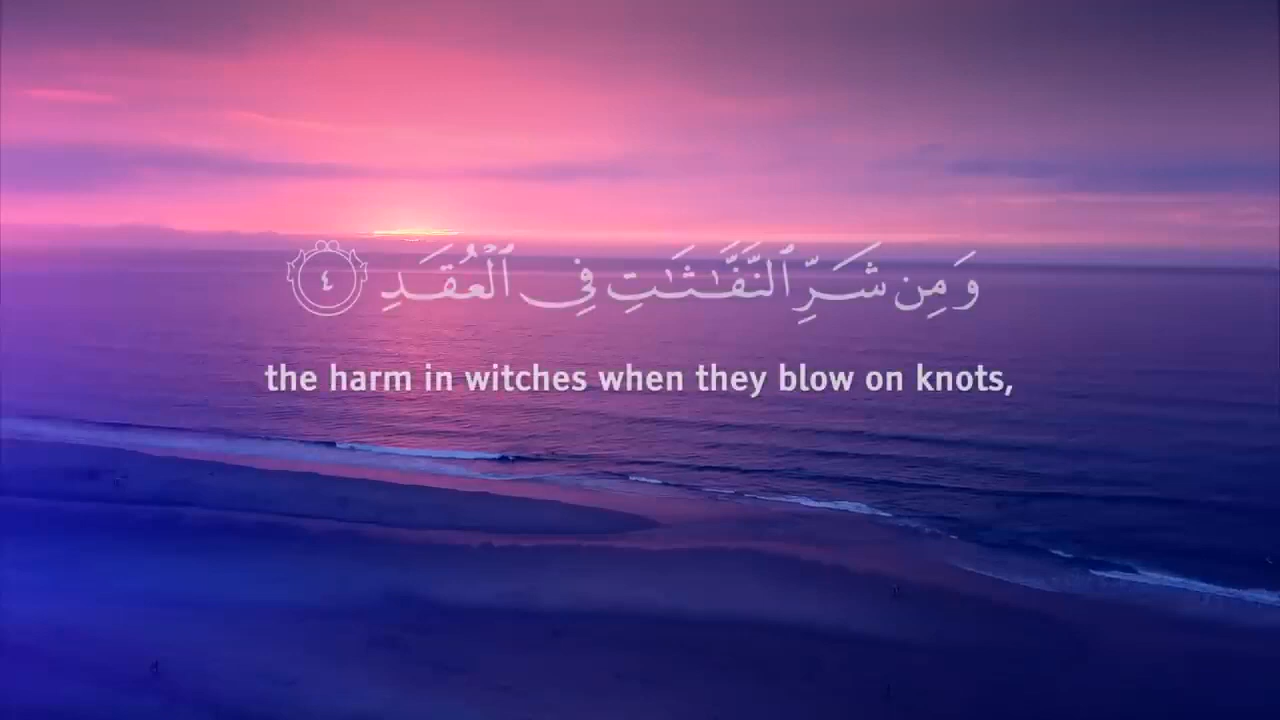 وَمِن شَرِّ ٱلنَّفَّـٰثَـٰتِ فِى ٱلْعُقَدِ ٤
the harm in witches when they blow on knots,